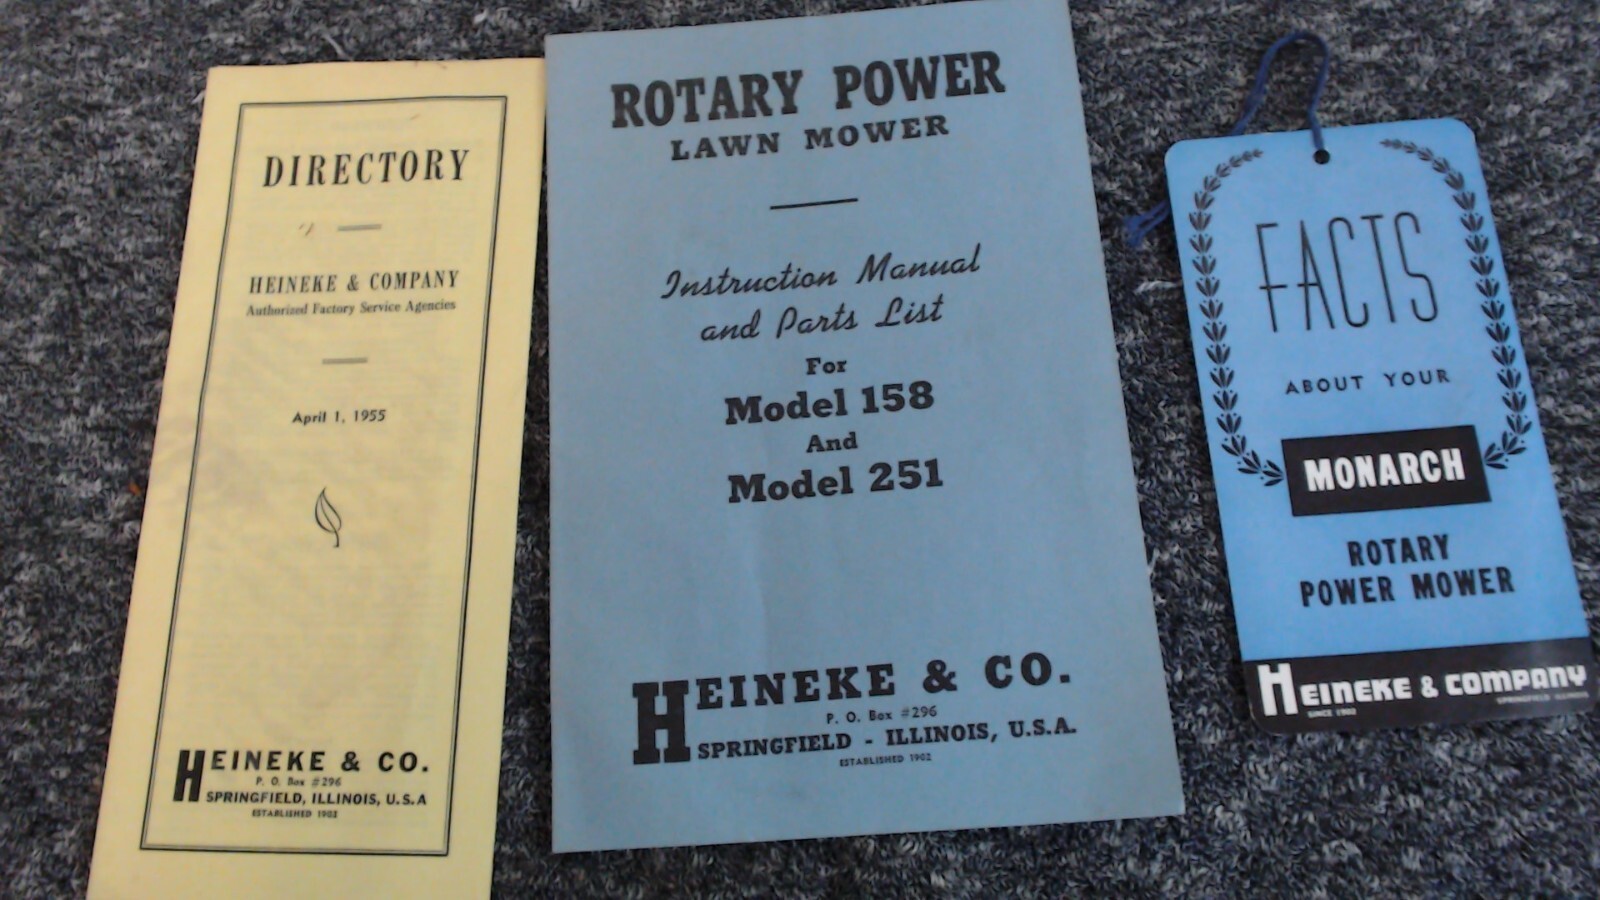 DIRECTORY
HEINEKE & COMPANY
Authorized Factory Service Agencies
April 1, 1955
HEINEKE & CO.
P. O. Box #296
SPRINGFIELD, ILLINOIS, U.S.A
ESTABLISHED 1902
ROTARY POWER
LAWN MOWER
Instruction Manual
and Parts List
For
Model 158
And
Model 251
HEINEKE & CO.
P. O. Box #296
SPRINGFIELD - ILLINOIS, U.S.A.
ESTABLISHED 1902
FACTS
ABOUT YOUR
MONARCH
ROTARY
POWER MOWER
HEINEKE & COMPANY
SINCE 1902 SPRINGFIELD ILLINOIS